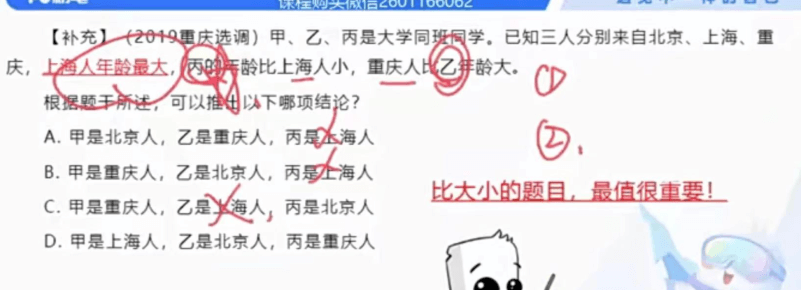 课程购买微信2601166062
【补充】（2019重庆选调）甲、乙、丙是大学同班同学。已知三人分别来自北京、上海、重
庆，上海人年龄最大，丙的年龄比上海人小，重庆人比乙年龄大。
①
根据题干所述，可以推出以下哪项结论？
A. 甲是北京人，乙是重庆人，丙是上海人
②
B. 甲是重庆人，乙是北京人，丙是上海人
比大小的题目，最值很重要！
C. 甲是重庆人，乙是上海人，丙是北京人
D. 甲是上海人，乙是北京人，丙是重庆人